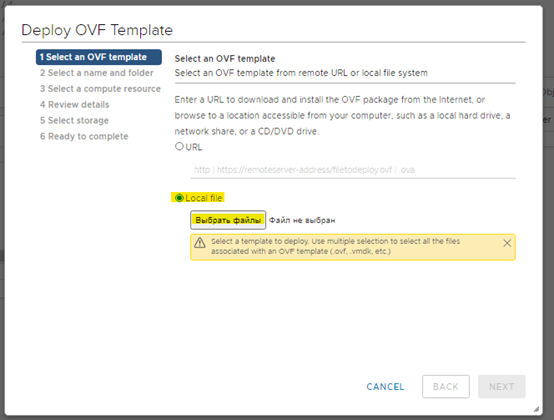 Deploy OVF Template
1 Select an OVF template
2 Select a name and folder
3 Select a compute resource
4 Review details
5 Select storage
6 Ready to complete
Select an OVF template
Select an OVF template from remote URL or local file system
Enter a URL to download and install the OVF package from the Internet, or
browse to a location accessible from your computer, such as a local hard drive, a
network share, or a CD/DVD drive.
URL
http | https://remoteserver-address/filetodeploy.ovf | .ova
Local file
Выбрать файлы Файл не выбран
Select a template to deploy. Use multiple selection to select all the files
associated with an OVF template (.ovf, .vmdk, etc.)
CANCEL
BACK
NEXT